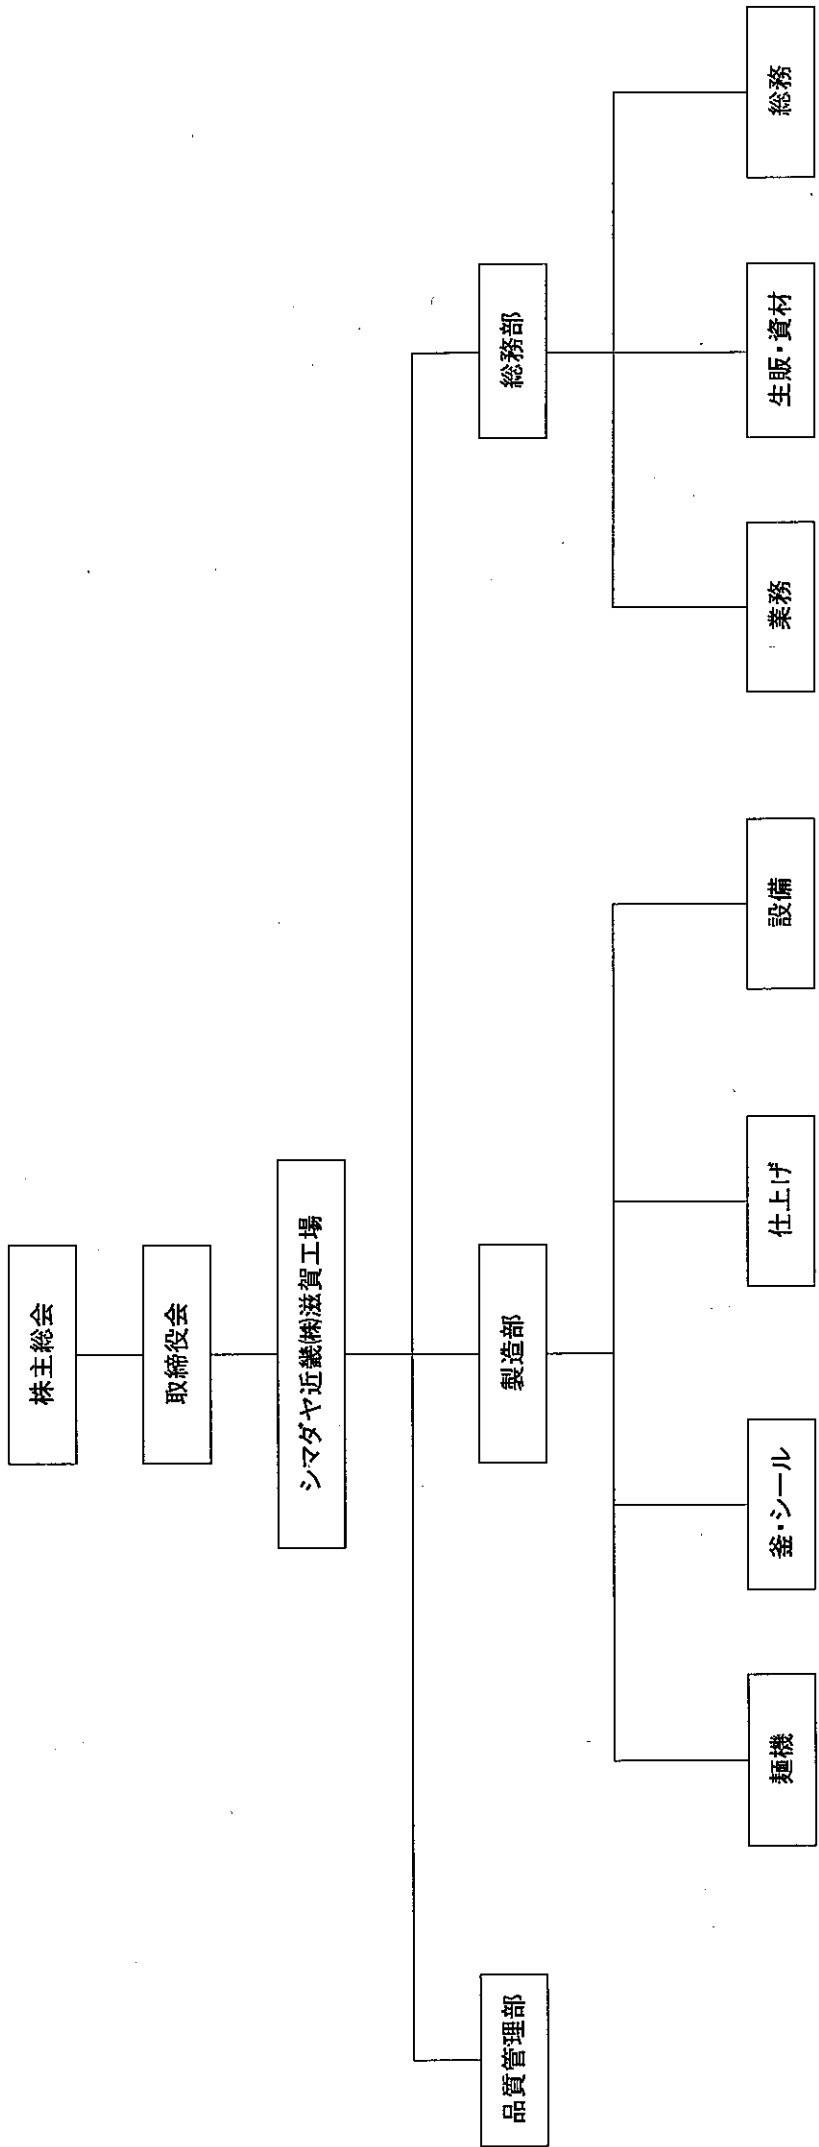 株主総会
取締役会
シマダヤ近畿㈱滋賀工場
品質管理部
製造部
総務部
麺機
釜・シール
仕上げ
設備
業務
生販・資材
総務